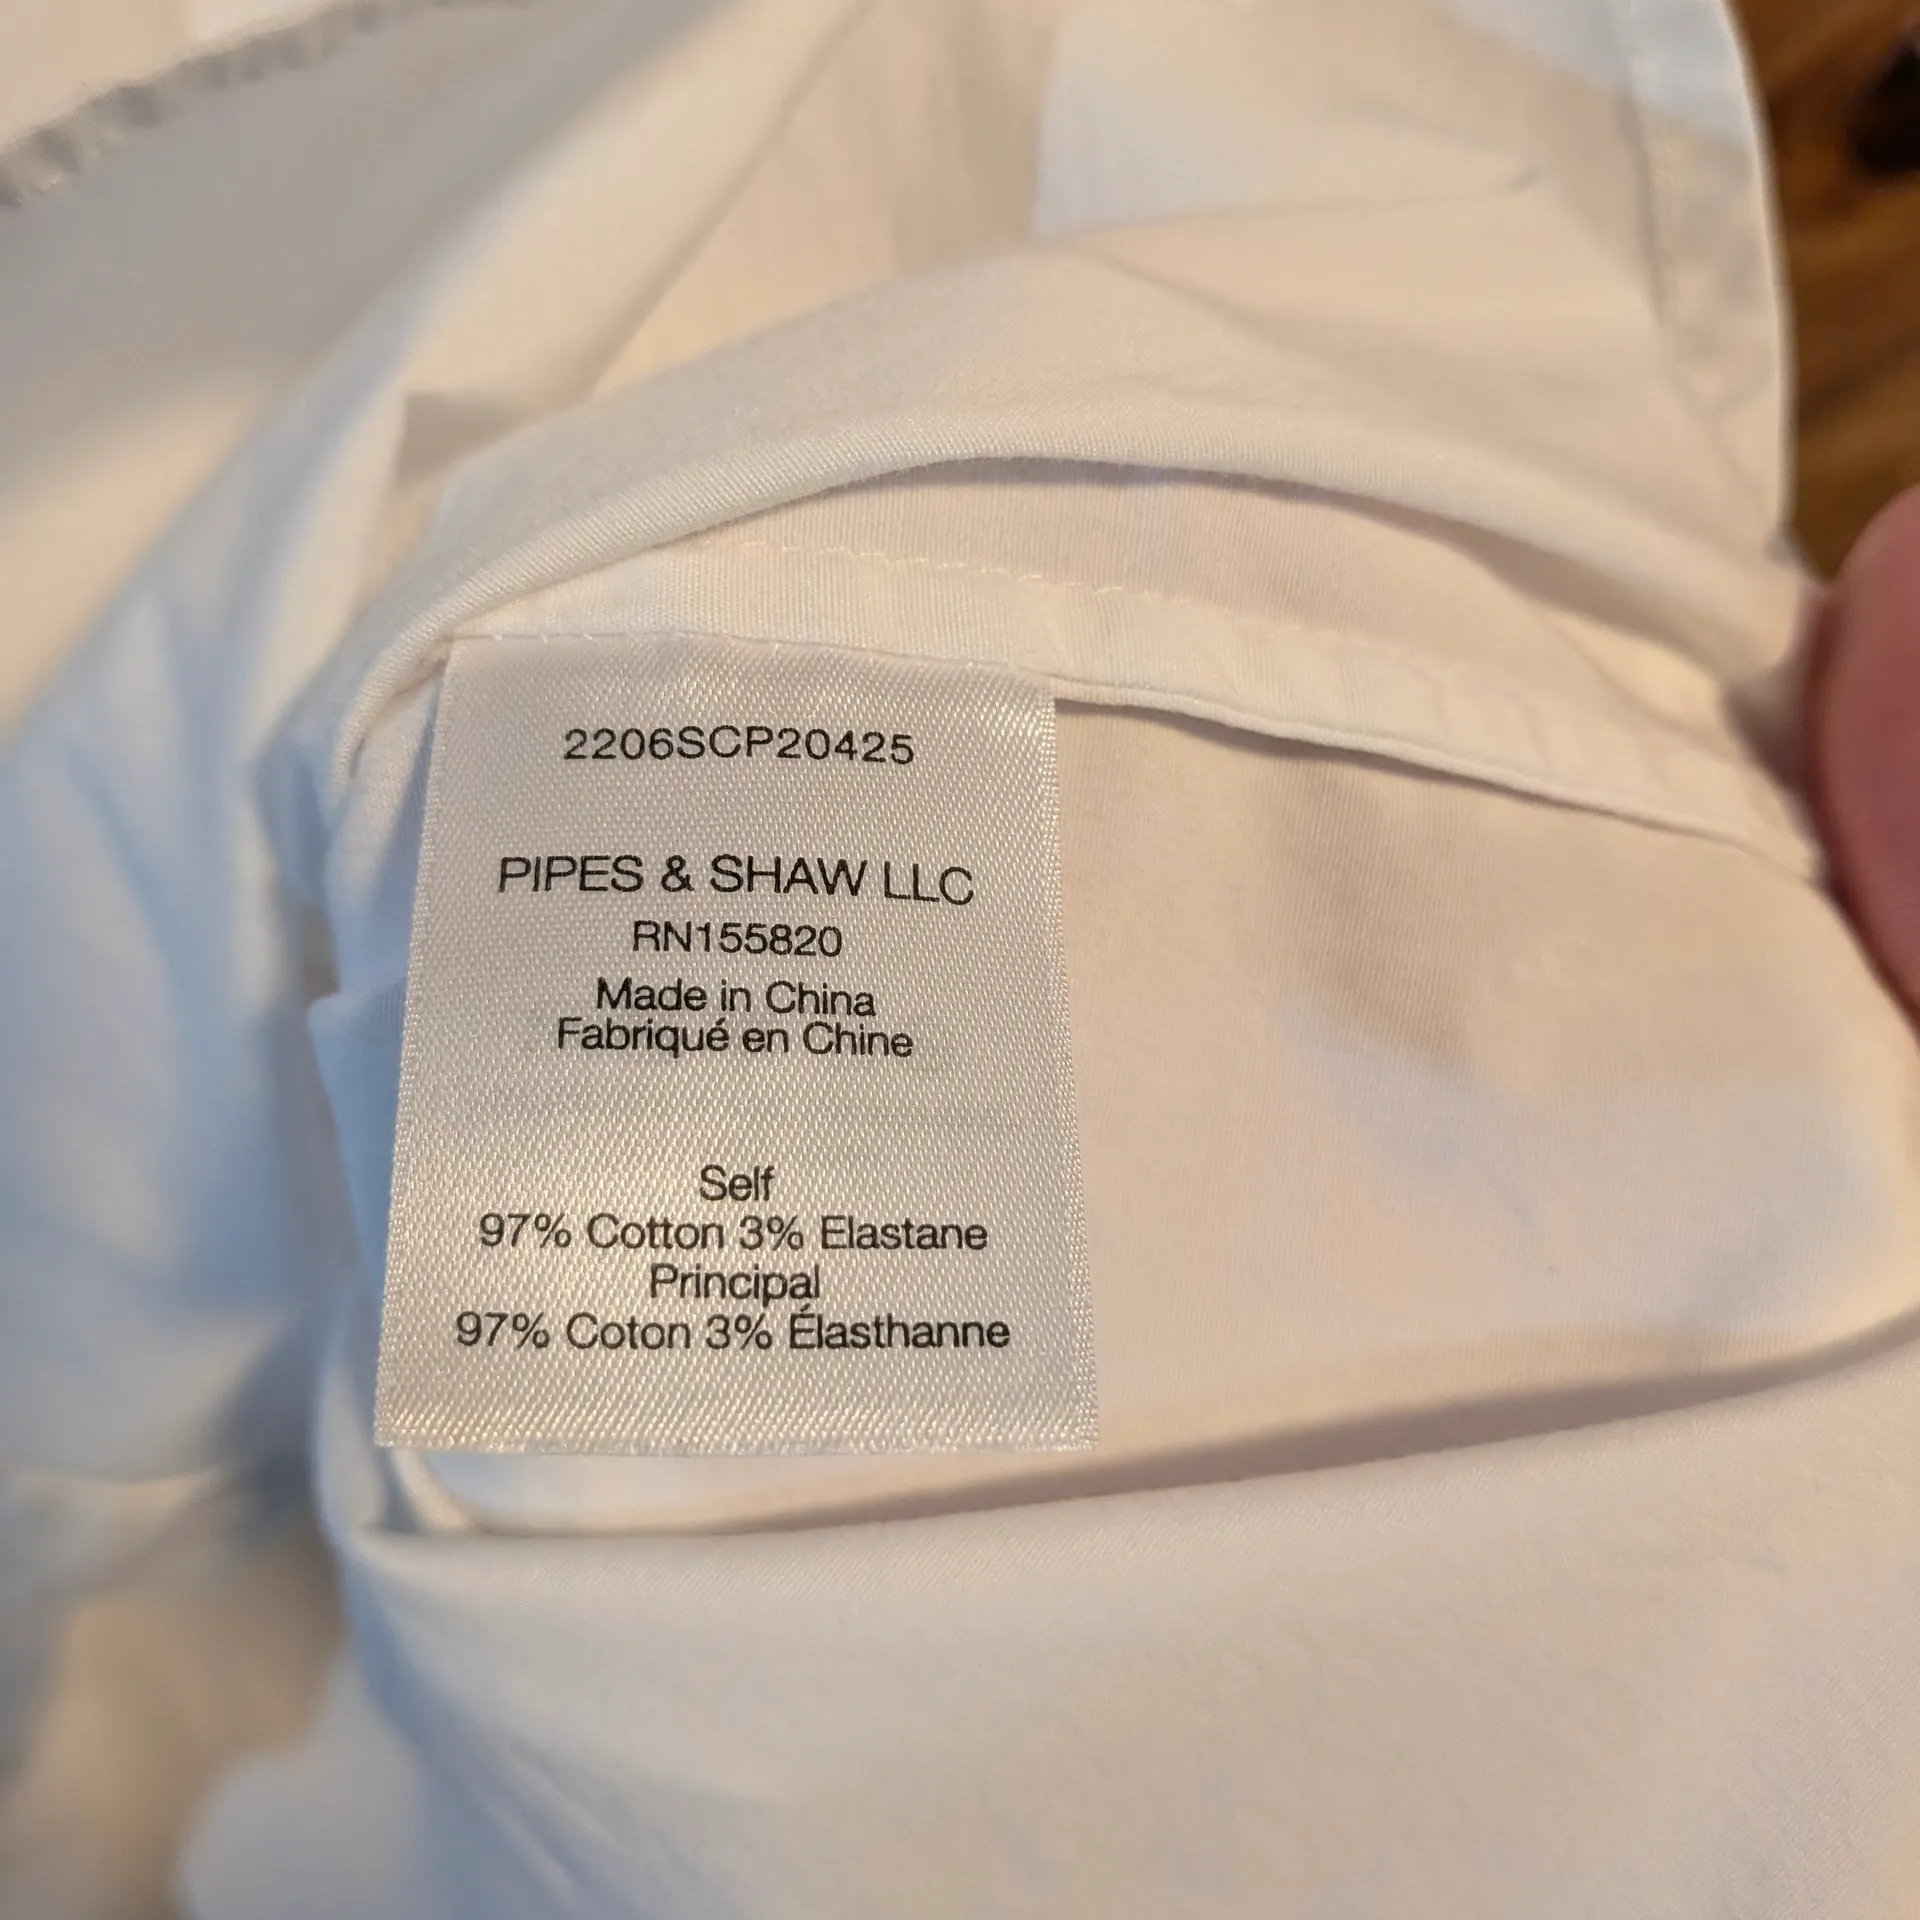 2206SCP20425
PIPES & SHAW LLC
RN155820
Made in China
Fabriqué en Chine
Self
97% Cotton 3% Elastane
Principal
97% Coton 3% Élasthanne